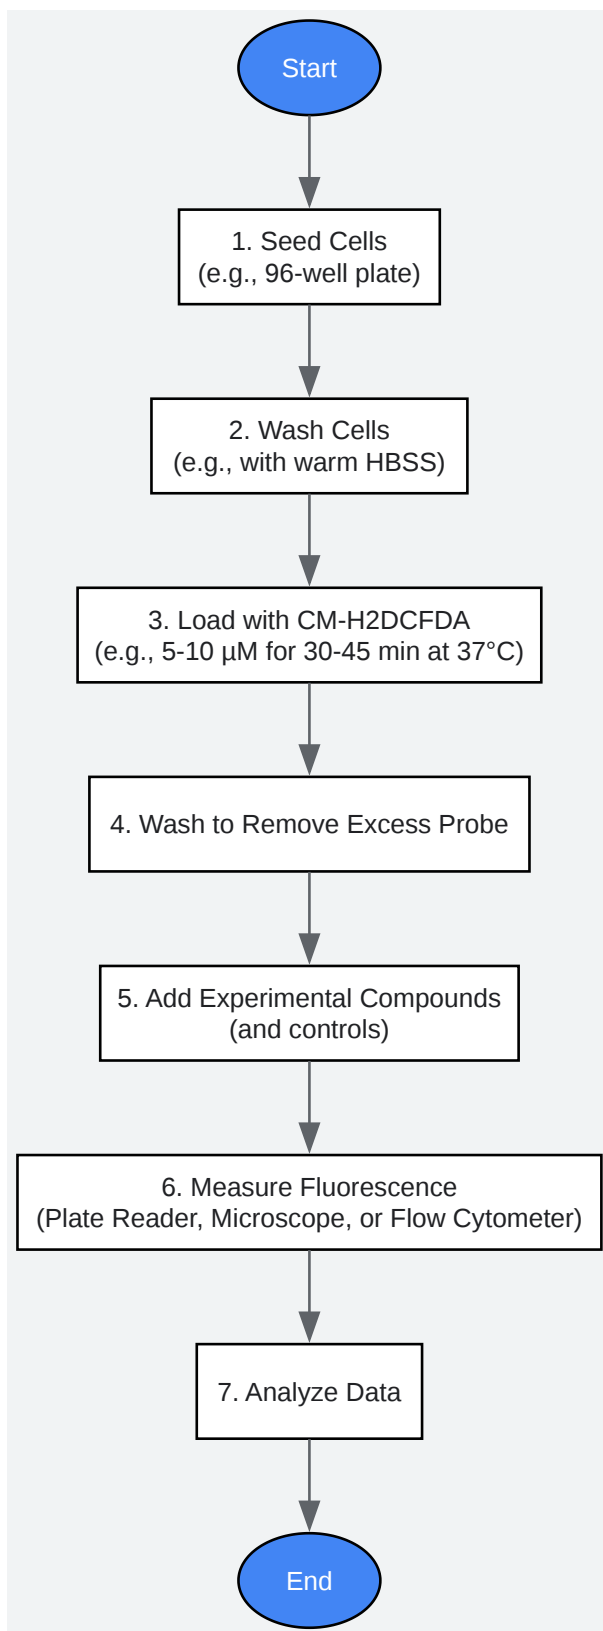 Start
1. Seed Cells
(e.g., 96-well plate)
2. Wash Cells
(e.g., with warm HBSS)
3. Load with CM-H2DCFDA
(e.g., 5-10 µM for 30-45 min at 37°C)
4. Wash to Remove Excess Probe
5. Add Experimental Compounds
(and controls)
6. Measure Fluorescence
(Plate Reader, Microscope, or Flow Cytometer)
7. Analyze Data
End